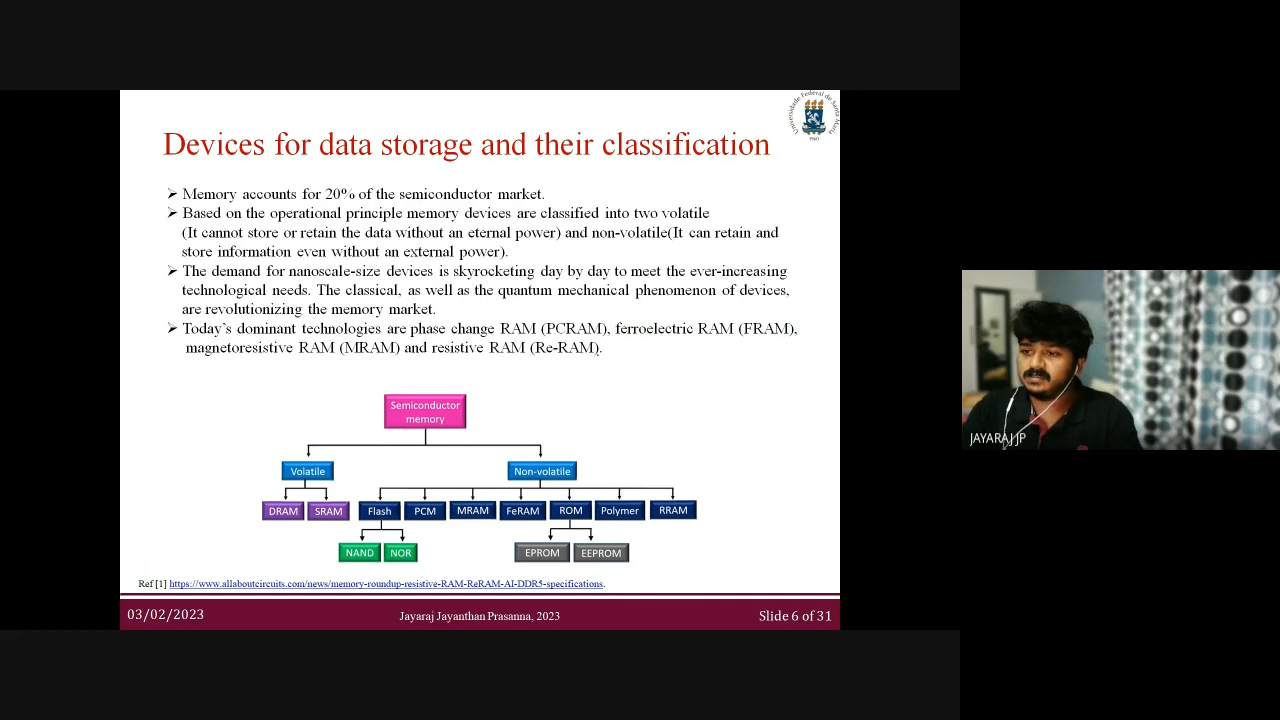 Universidade Federal de Santa Maria
1960
Devices for data storage and their classification
➢ Memory accounts for 20% of the semiconductor market.
➢ Based on the operational principle memory devices are classified into two volatile
(It cannot store or retain the data without an eternal power) and non-volatile(It can retain and
store information even without an external power).
➢ The demand for nanoscale-size devices is skyrocketing day by day to meet the ever-increasing
technological needs. The classical, as well as the quantum mechanical phenomenon of devices,
are revolutionizing the memory market.
➢ Today’s dominant technologies are phase change RAM (PCRAM), ferroelectric RAM (FRAM),
magnetoresistive RAM (MRAM) and resistive RAM (Re-RAM).
Semiconductor
memory
Volatile
Non-volatile
DRAM
SRAM
Flash
PCM
MRAM
FeRAM
ROM
Polymer
RRAM
NAND
NOR
EPROM
EEPROM
Ref [1] https://www.allaboutcircuits.com/news/memory-roundup-resistive-RAM-ReRAM-AI-DDR5-specifications.
03/02/2023
Jayaraj Jayanthan Prasanna, 2023
Slide 6 of 31
JAYARAJ JP